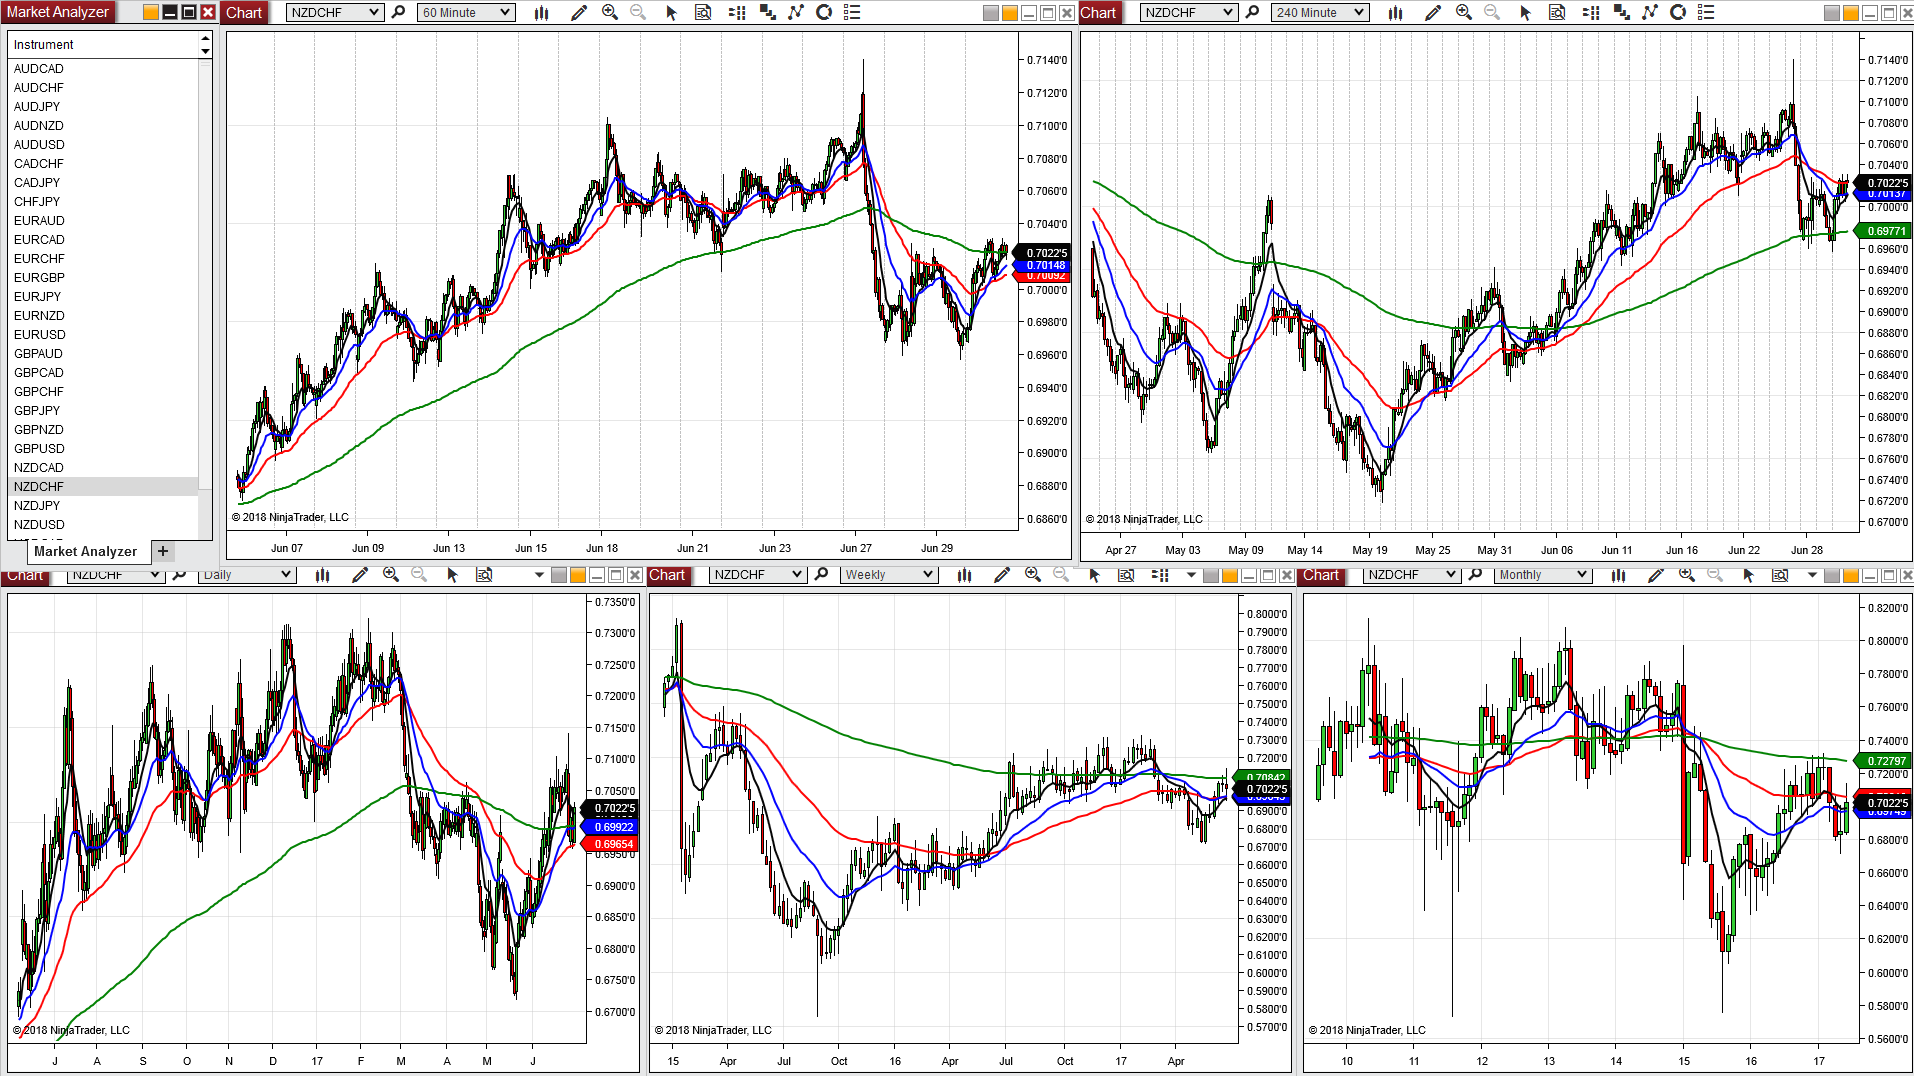 Market Analyzer
Instrument
AUDCAD
AUDCHF
AUDJPY
AUDNZD
AUDUSD
CADCHF
CADJPY
CHFJPY
EURAUD
EURCAD
EURCHF
EURGBP
EURJPY
EURNZD
EURUSD
GBPAUD
GBPCAD
GBPCHF
GBPJPY
GBPNZD
GBPUSD
NZDCAD
NZDCHF
NZDJPY
NZDUSD
Market Analyzer +
Chart NZDCHF 60 Minute
0.7140'0
0.7120'0
0.7100'0
0.7080'0
0.7060'0
0.7040'0
0.7022'5
0.70148
0.70092
0.7000'0
0.6980'0
0.6960'0
0.6940'0
0.6920'0
0.6900'0
0.6880'0
0.6860'0
© 2018 NinjaTrader, LLC
Jun 07 Jun 09 Jun 13 Jun 15 Jun 18 Jun 21 Jun 23 Jun 27 Jun 29
Chart NZDCHF 240 Minute
0.7140'0
0.7120'0
0.7100'0
0.7080'0
0.7060'0
0.7040'0
0.7022'5
0.70137
0.7000'0
0.69771
0.6960'0
0.6940'0
0.6920'0
0.6900'0
0.6880'0
0.6860'0
0.6840'0
0.6820'0
0.6800'0
0.6780'0
0.6760'0
0.6740'0
0.6720'0
0.6700'0
© 2018 NinjaTrader, LLC
Apr 27 May 03 May 09 May 14 May 19 May 25 May 31 Jun 06 Jun 11 Jun 16 Jun 22 Jun 28
Chart NZDCHF Daily
0.7350'0
0.7300'0
0.7250'0
0.7200'0
0.7150'0
0.7100'0
0.7050'0
0.7022'5
0.69922
0.69654
0.6950'0
0.6900'0
0.6850'0
0.6800'0
0.6750'0
0.6700'0
© 2018 NinjaTrader, LLC
J A S O N D 17 F M A M J
Chart NZDCHF Weekly
0.8000'0
0.7900'0
0.7800'0
0.7700'0
0.7600'0
0.7500'0
0.7400'0
0.7300'0
0.7200'0
0.70842
0.7022'5
0.6900'0
0.6800'0
0.6700'0
0.6600'0
0.6500'0
0.6400'0
0.6300'0
0.6200'0
0.6100'0
0.6000'0
0.5900'0
0.5800'0
0.5700'0
© 2018 NinjaTrader, LLC
15 Apr Jul Oct 16 Apr Jul Oct 17 Apr
Chart NZDCHF Monthly
0.8200'0
0.8000'0
0.7800'0
0.7600'0
0.7400'0
0.72797
0.7200'0
0.7022'5
0.69745
0.6800'0
0.6600'0
0.6400'0
0.6200'0
0.6000'0
0.5800'0
0.5600'0
© 2018 NinjaTrader, LLC
10 11 12 13 14 15 16 17